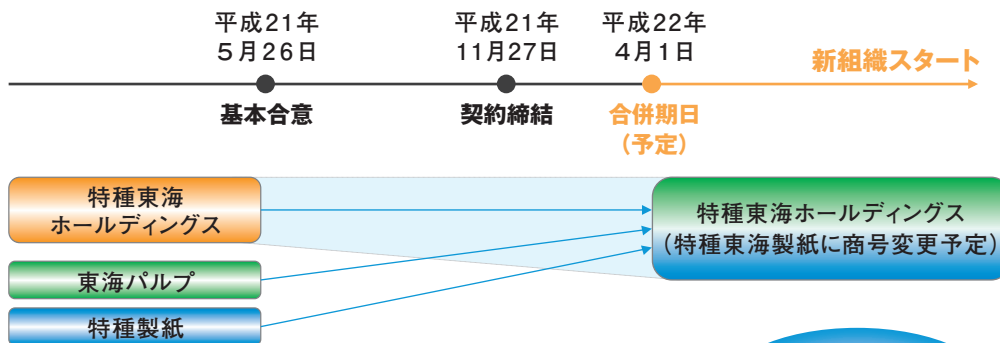 平成21年
5月26日
平成21年
11月27日
平成22年
4月1日
新組織スタート
基本合意
契約締結
合併期日
(予定)
特種東海
ホールディングス
東海パルプ
特種製紙
特種東海ホールディングス
(特種東海製紙に商号変更予定)